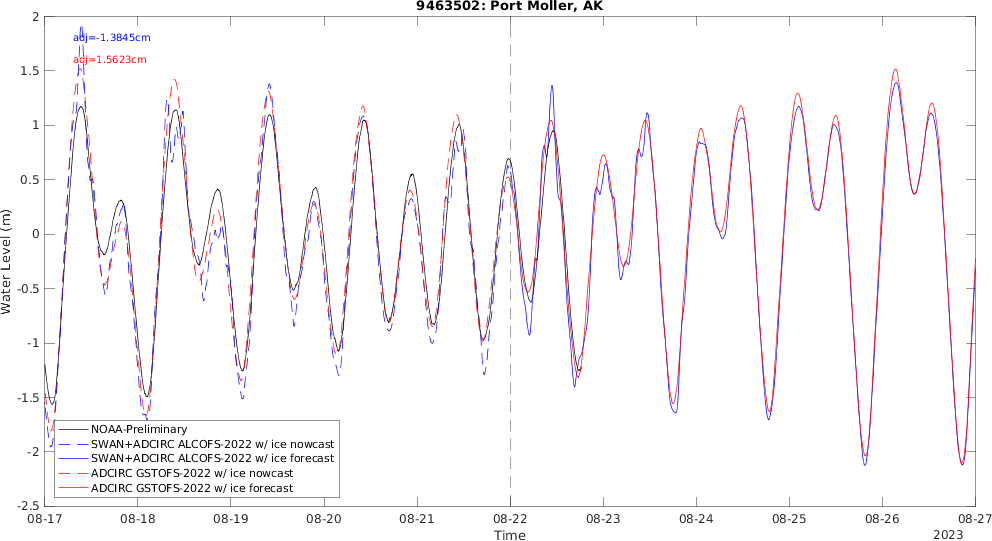 9463502: Port Moller, AK
adj=-1.3845cm
adj=1.5623cm
Water Level (m)
2
1.5
1
0.5
0
-0.5
-1
-1.5
-2
-2.5
NOAA-Preliminary
SWAN+ADCIRC ALCOFS-2022 w/ ice nowcast
SWAN+ADCIRC ALCOFS-2022 w/ ice forecast
ADCIRC GSTOFS-2022 w/ ice nowcast
ADCIRC GSTOFS-2022 w/ ice forecast
08-17 08-18 08-19 08-20 08-21 08-22 08-23 08-24 08-25 08-26 08-27
Time
2023